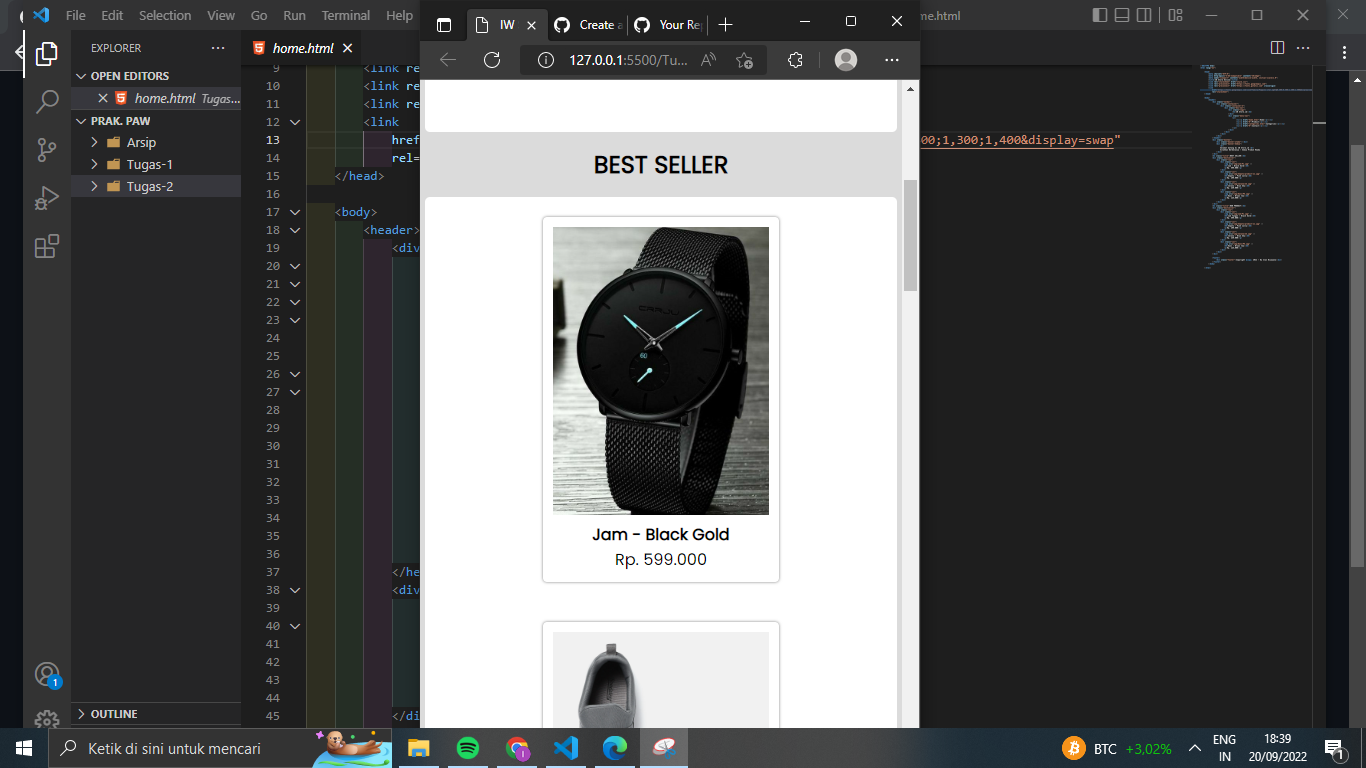 File Edit Selection View Go Run Terminal Help
me.html
IW
Create a
Your Rep
127.0.0.1:5500/Tu...
EXPLORER
OPEN EDITORS
home.html Tugas...
PRAK. PAW
Arsip
Tugas-1
Tugas-2
OUTLINE
1
home.html
9 <link re
10 <link re
11 <link re
12 <link
13 href
00;1,300;1,400&display=swap"
14 rel=
15 </head>
16
17 <body>
18 <header>
19 <div
20
21
22
23
24
25
26
27
28
29
30
31
32
33
34
35
36
37 </he
38 <div
39
40
41
42
43
44
45 </di
BEST SELLER
CRRJU
60
Jam - Black Gold
Rp. 599.000
Ketik di sini untuk mencari
BTC +3,02%
ENG
IN
18:39
20/09/2022
1